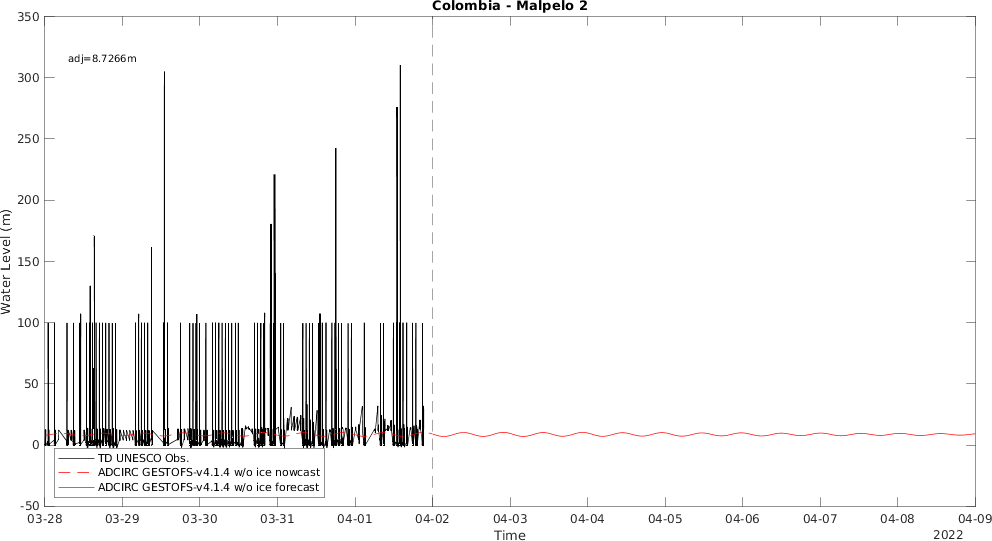 Colombia - Malpelo 2
adj=8.7266m
Water Level (m)
350
300
250
200
150
100
50
0
-50
TD UNESCO Obs.
ADCIRC GESTOFS-v4.1.4 w/o ice nowcast
ADCIRC GESTOFS-v4.1.4 w/o ice forecast
03-28 03-29 03-30 03-31 04-01 04-02 04-03 04-04 04-05 04-06 04-07 04-08 04-09
Time
2022